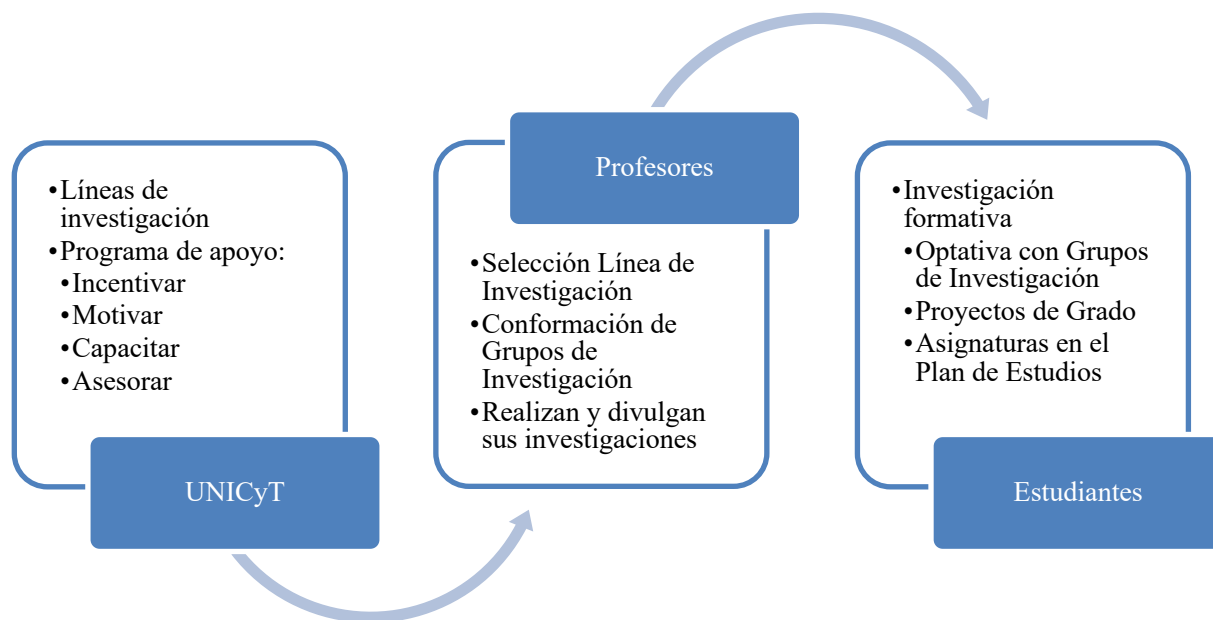 •Líneas de
investigación
•Programa de apoyo:
•Incentivar
•Motivar
•Capacitar
•Asesorar
UNICyT
Profesores
•Selección Línea de
Investigación
•Conformación de
Grupos de
Investigación
•Realizan y divulgan
sus investigaciones
•Investigación
formativa
•Optativa con Grupos
de Investigación
•Proyectos de Grado
•Asignaturas en el
Plan de Estudios
Estudiantes